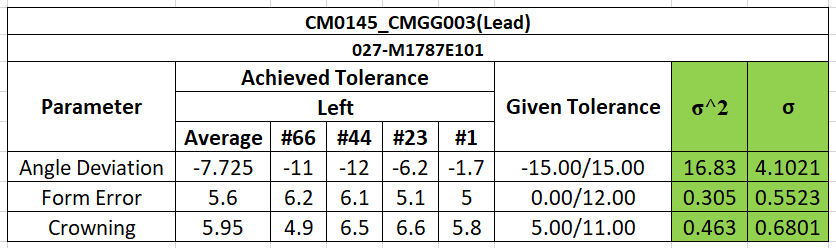 CM0145_CMGG003(Lead)
027-M1787E101
Parameter Achieved Tolerance Given Tolerance σ^2 σ
Left
Average #66 #44 #23 #1
Angle Deviation -7.725 -11 -12 -6.2 -1.7 -15.00/15.00 16.83 4.1021
Form Error 5.6 6.2 6.1 5.1 5 0.00/12.00 0.305 0.5523
Crowning 5.95 4.9 6.5 6.6 5.8 5.00/11.00 0.463 0.6801